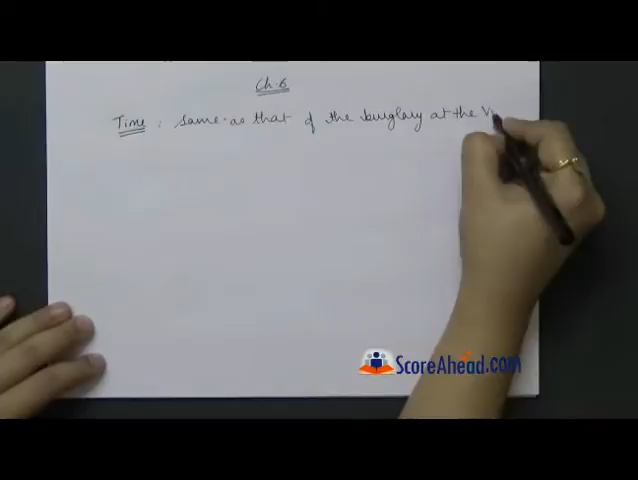 Ch. 6
Time : same as that of the burglary at the
ScoreAhead.com